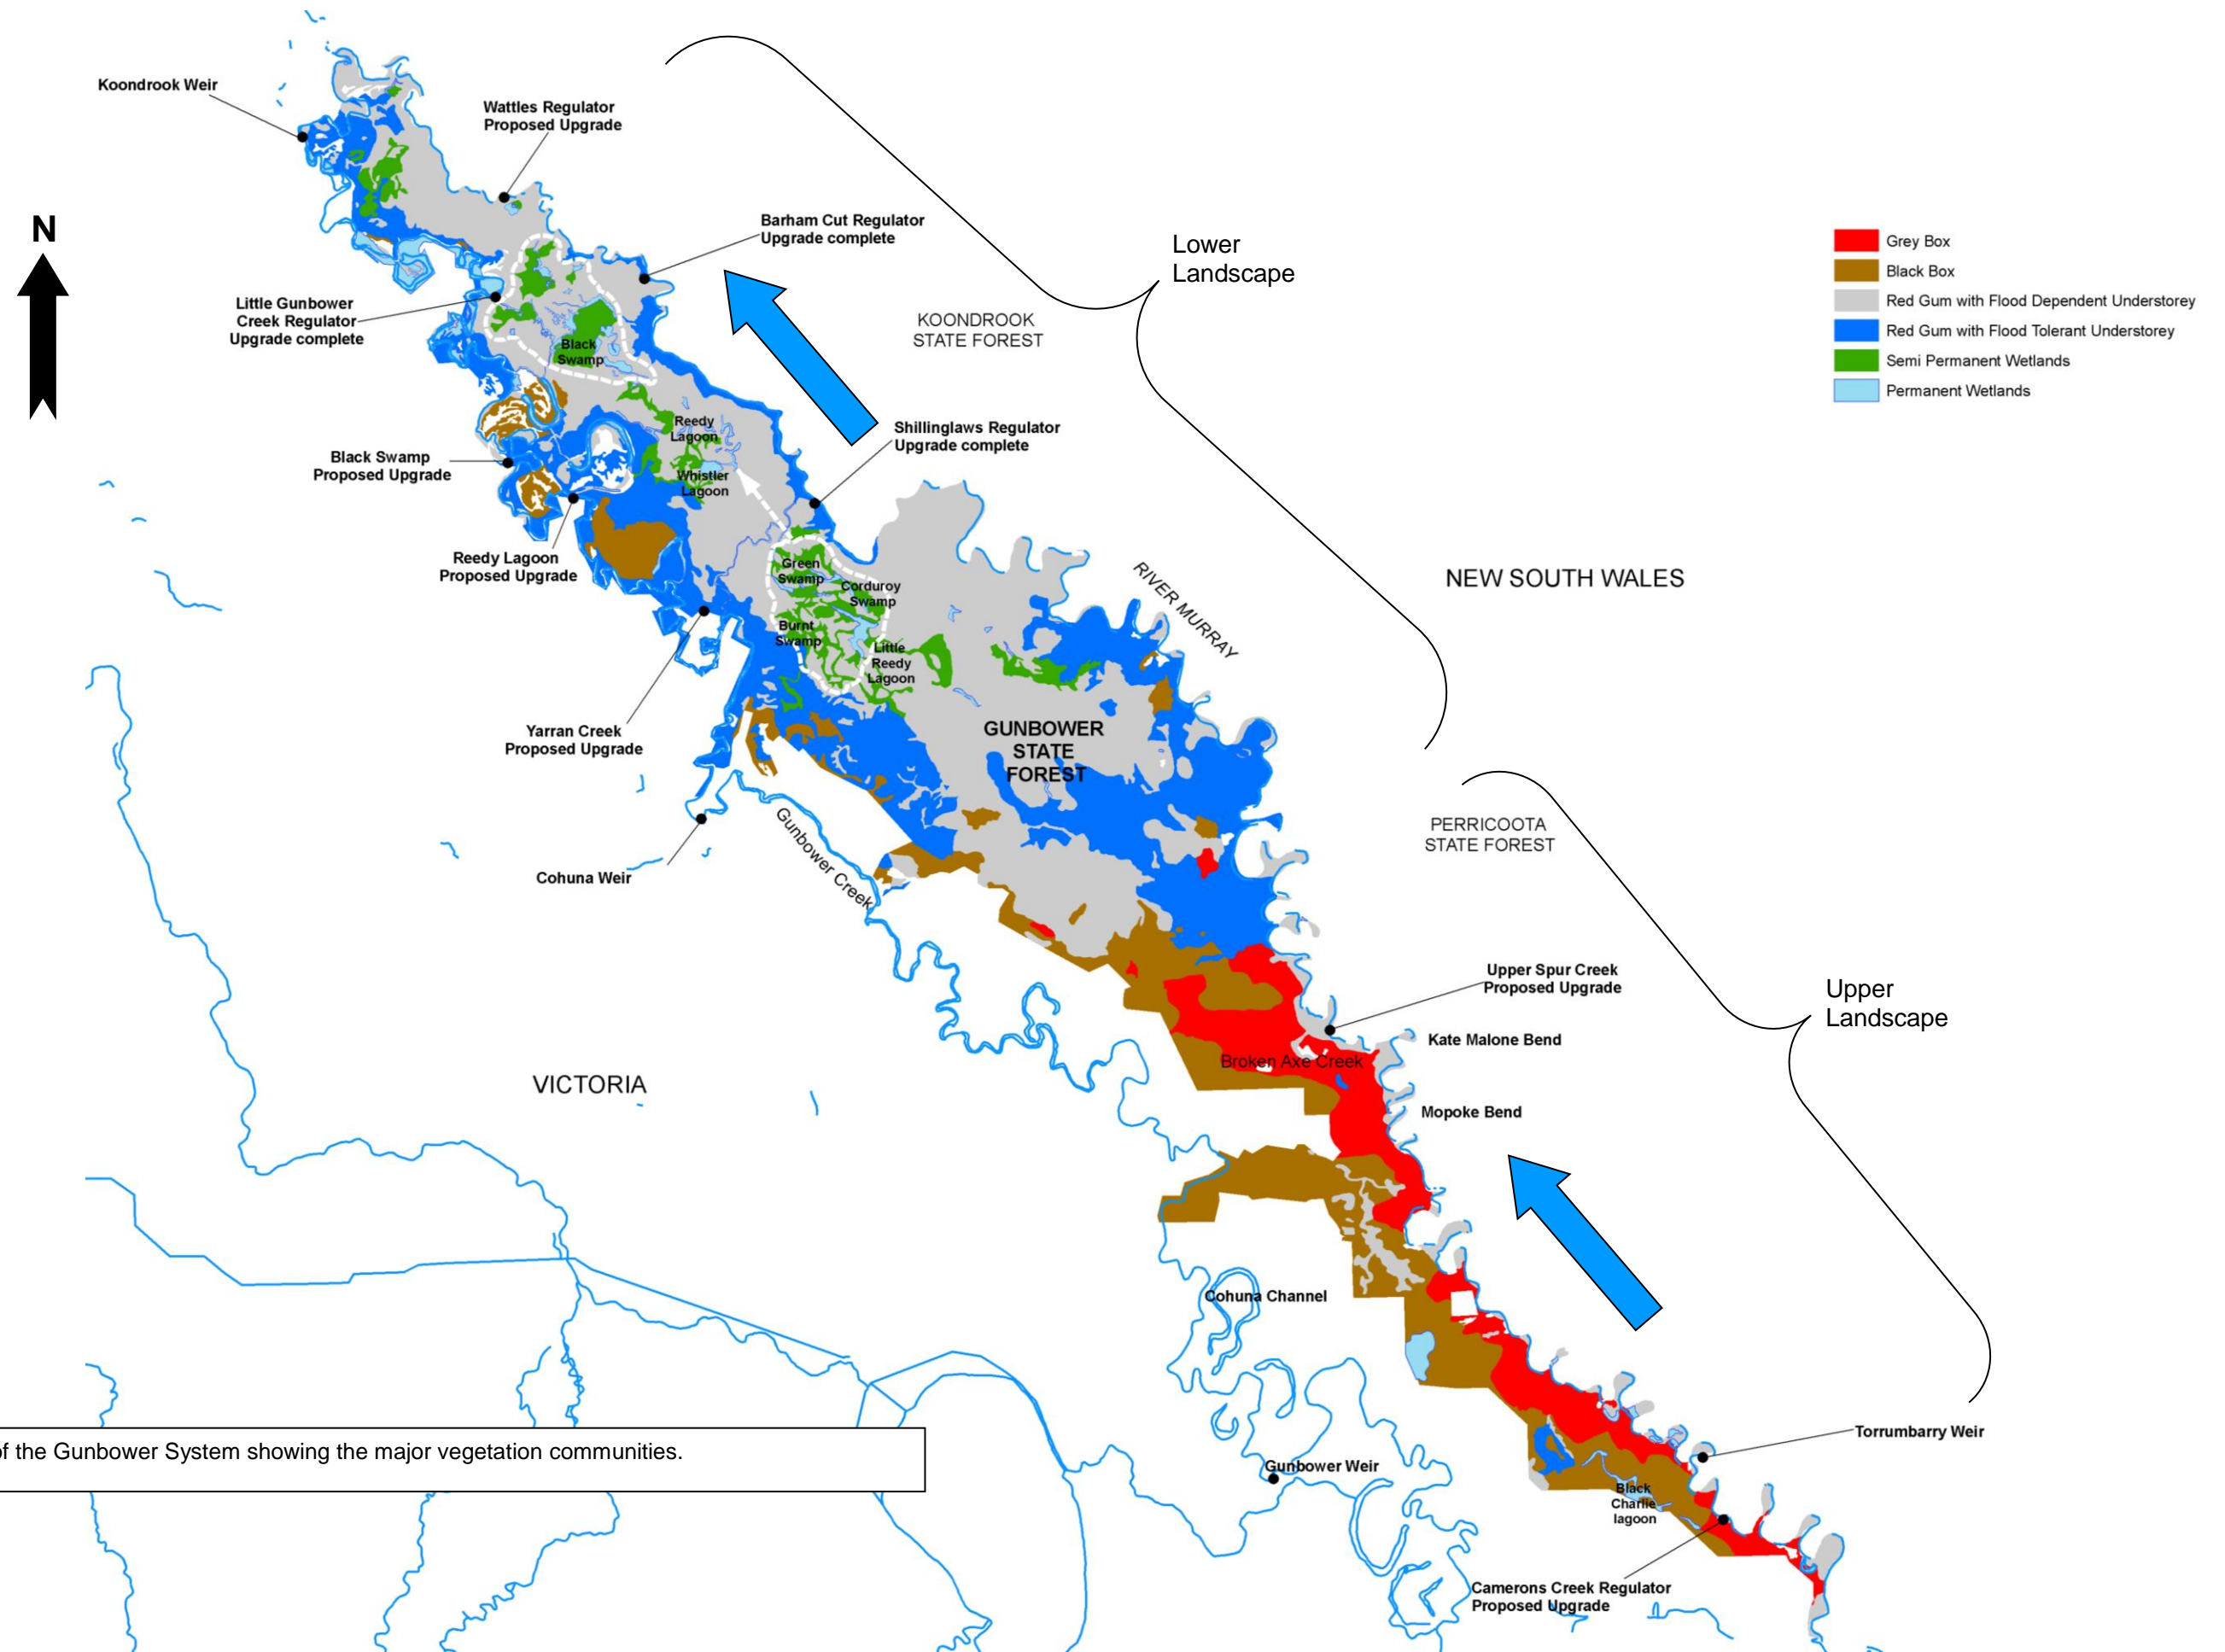 Koondrook Weir
Wattles Regulator
Proposed Upgrade
Barham Cut Regulator
Upgrade complete
N
Lower
Landscape
Grey Box
Black Box
Red Gum with Flood Dependent Understorey
Red Gum with Flood Tolerant Understorey
Semi Permanent Wetlands
Permanent Wetlands
Little Gunbower
Creek Regulator
Upgrade complete
KOONDROOK
STATE FOREST
Black
Swamp
Reedy
Lagoon
Shillinglaws Regulator
Upgrade complete
Black Swamp
Proposed Upgrade
Whistler
Lagoon
Reedy Lagoon
Proposed Upgrade
Green
Swamp
Corduroy
Swamp
RIVER MURRAY
NEW SOUTH WALES
Burnt
Swamp
Little
Reedy
Lagoon
Yarran Creek
Proposed Upgrade
GUNBOWER
STATE
FOREST
Gunbower Creek
PERRICOOTA
STATE FOREST
Cohuna Weir
Upper Spur Creek
Proposed Upgrade
Upper
Landscape
Kate Malone Bend
Broken Axe Creek
VICTORIA
Mopoke Bend
Cohuna Channel
Torrumbarry Weir
of the Gunbower System showing the major vegetation communities.
Gunbower Weir
Black
Charlie
lagoon
Camerons Creek Regulator
Proposed Upgrade